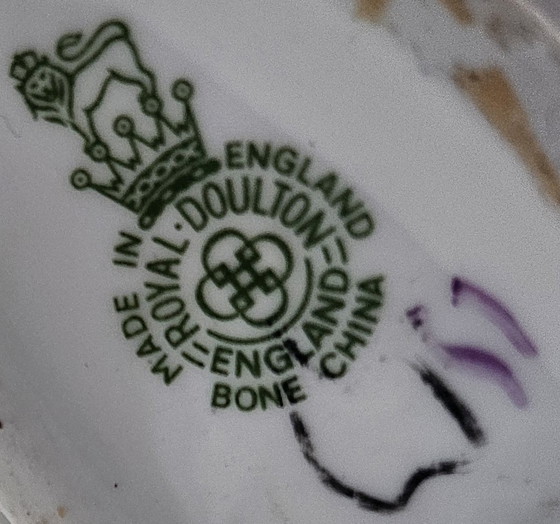 MADE IN ENGLAND
ROYAL·DOULTON
=ENGLAND=
BONE CHINA